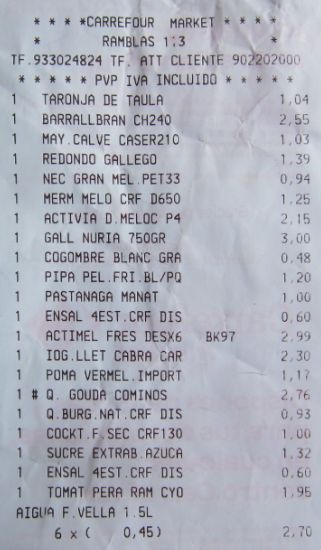 * * * *CARREFOUR MARKET * * * *
* RAMBLAS 113 *
TF.933024824 TF. ATT CLIENTE 902202000
* * * * * PVP IVA INCLUIDO * * * * *
1 TARONJA DE TAULA 1,04
1 BARRALLBRAN CH240 2,55
1 MAY.CALVE CASER210 1,03
1 REDONDO GALLEGO 1,39
1 NEC GRAN MEL.PET33 0,94
1 MERM MELO CRF D650 1,25
1 ACTIVIA D.MELOC P4 2,15
1 GALL NURIA 750GR 3,00
1 COGOMBRE BLANC GRA 0,48
1 PIPA PEL.FRI.BL/PQ 1,20
1 PASTANAGA MANAT 1,00
1 ENSAL 4EST.CRF DIS 0,60
1 ACTIMEL FRES DESX6 BK97 2,99
1 IOG.LLET CABRA CAR 2,30
1 POMA VERMEL.IMPORT 1,17
1 # Q. GOUDA COMINOS 2,76
1 Q.BURG.NAT.CRF DIS 0,93
1 COCKT.F.SEC CRF130 1,00
1 SUCRE EXTRAB.AZUCA 1,32
1 ENSAL 4EST.CRF DIS 0,60
1 TOMAT PERA RAM CYO 1,95
AIGUA F.VELLA 1.5L
6 x ( 0,45) 2,70